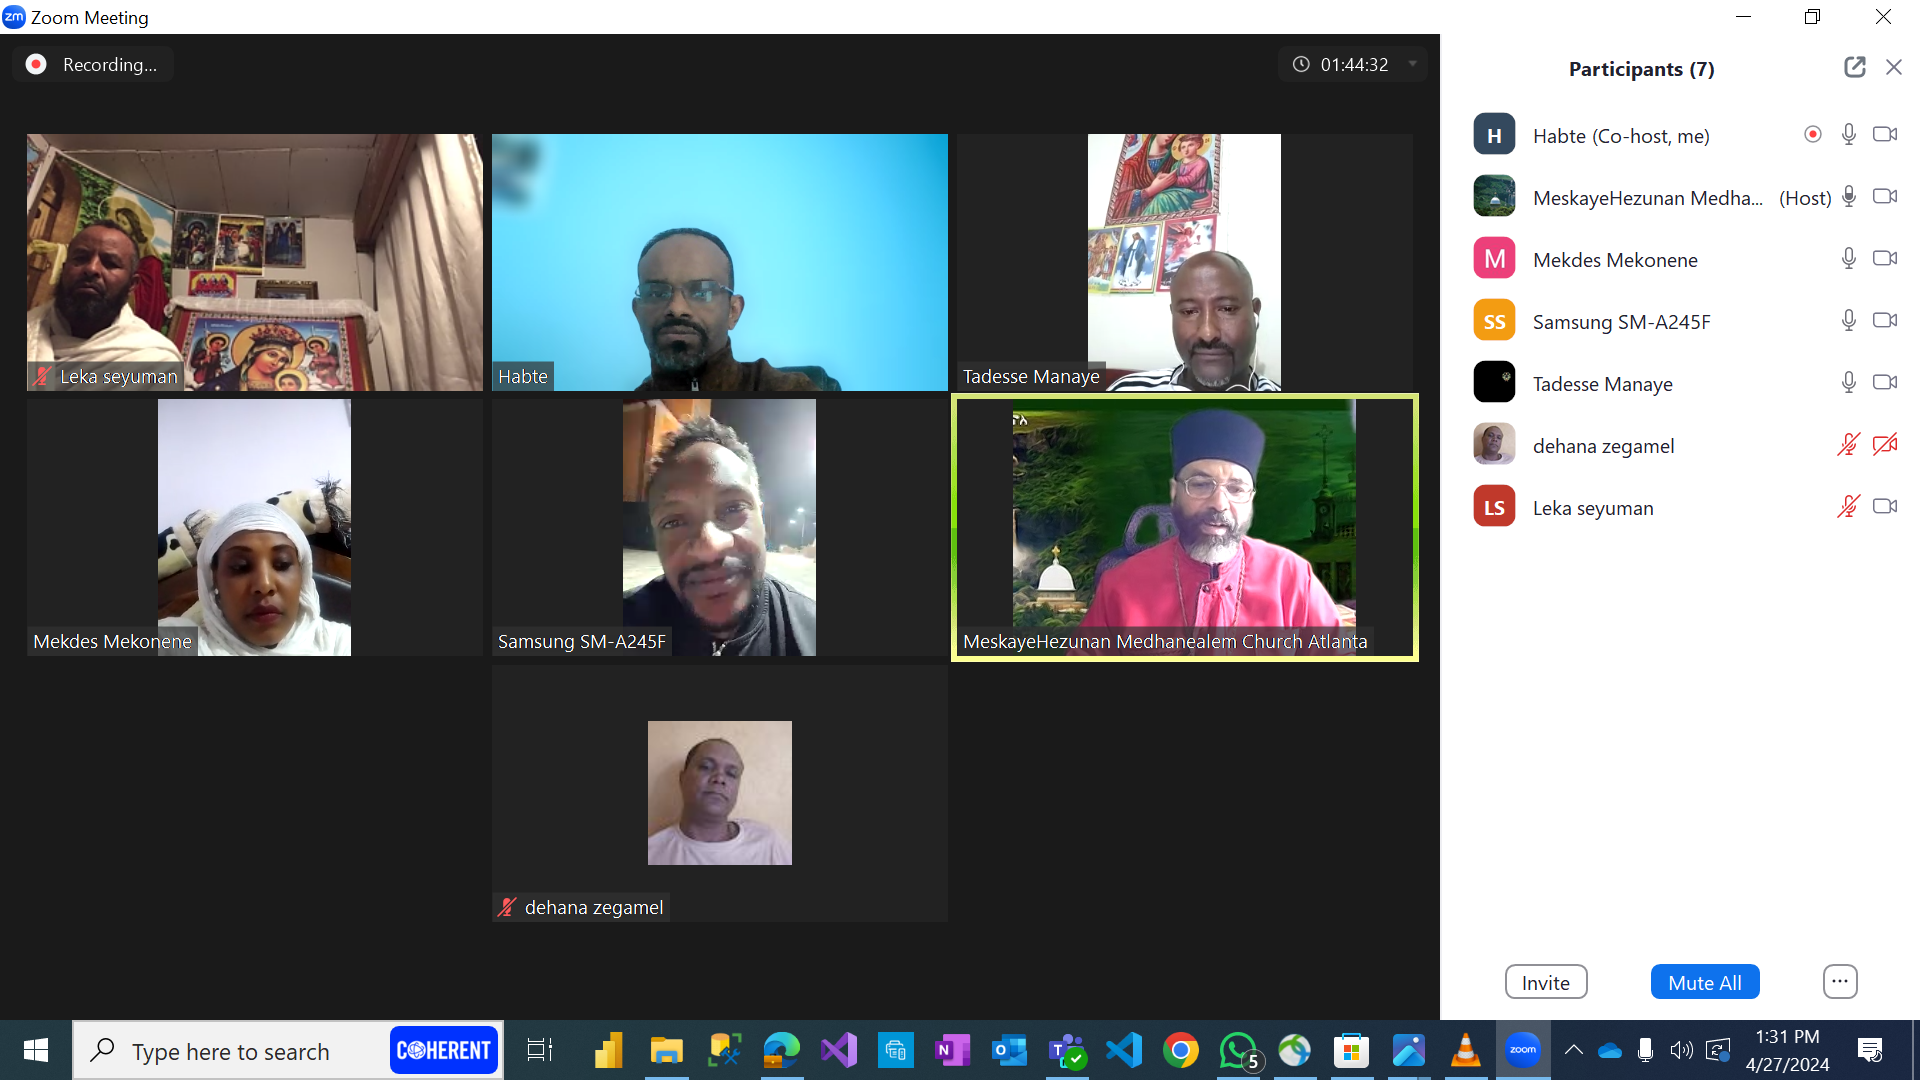 zm Zoom Meeting
Recording...
01:44:32
Leka seyuman
Habte
Tadesse Manaye
Mekdes Mekonene
Samsung SM-A245F
MeskayeHezunan Medhanealem Church Atlanta
dehana zegamel
Participants (7)
H Habte (Co-host, me)
MeskayeHezunan Medha... (Host)
M Mekdes Mekonene
SS Samsung SM-A245F
Tadesse Manaye
dehana zegamel
LS Leka seyuman
Invite
Mute All
...
Type here to search
COHERENT
N
O
T
5
zoom
1:31 PM
4/27/2024